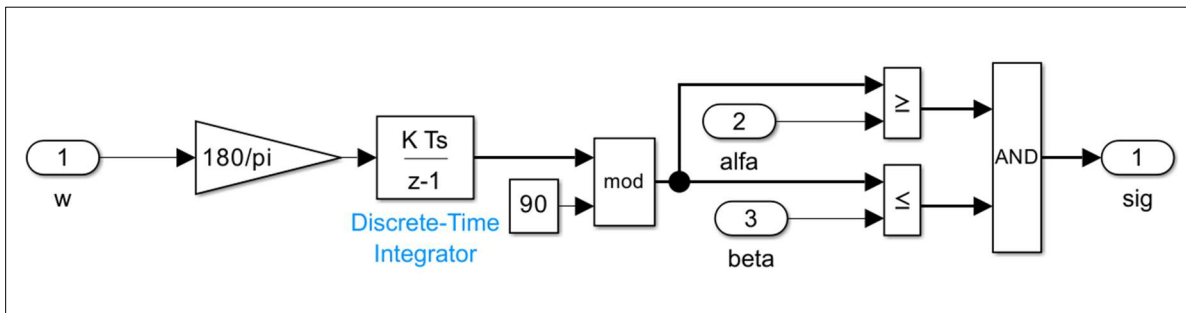 1
w
180/pi
K Ts
z-1
Discrete-Time
Integrator
90
mod
2
alfa
3
beta
≥
≤
AND
1
sig